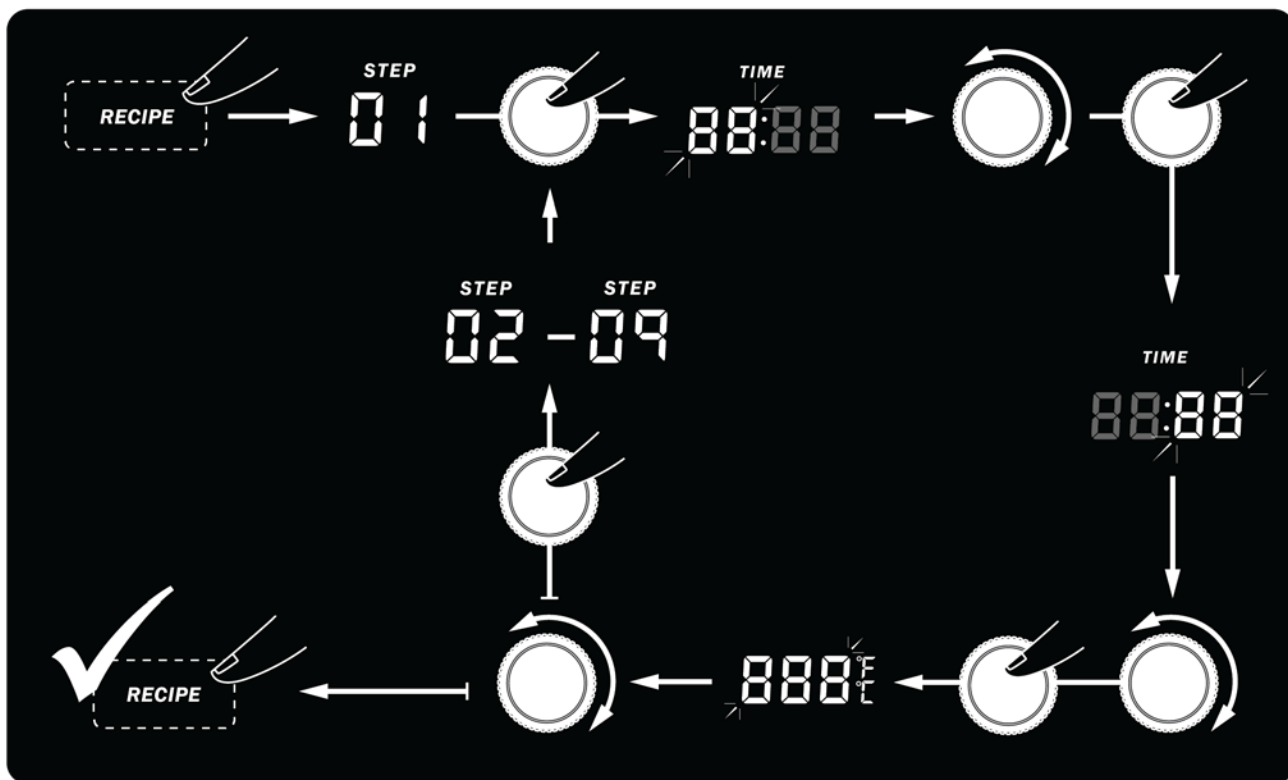 RECIPE
STEP
01
TIME
88:88
STEP STEP
02 - 09
TIME
88:88
888°F °C
RECIPE